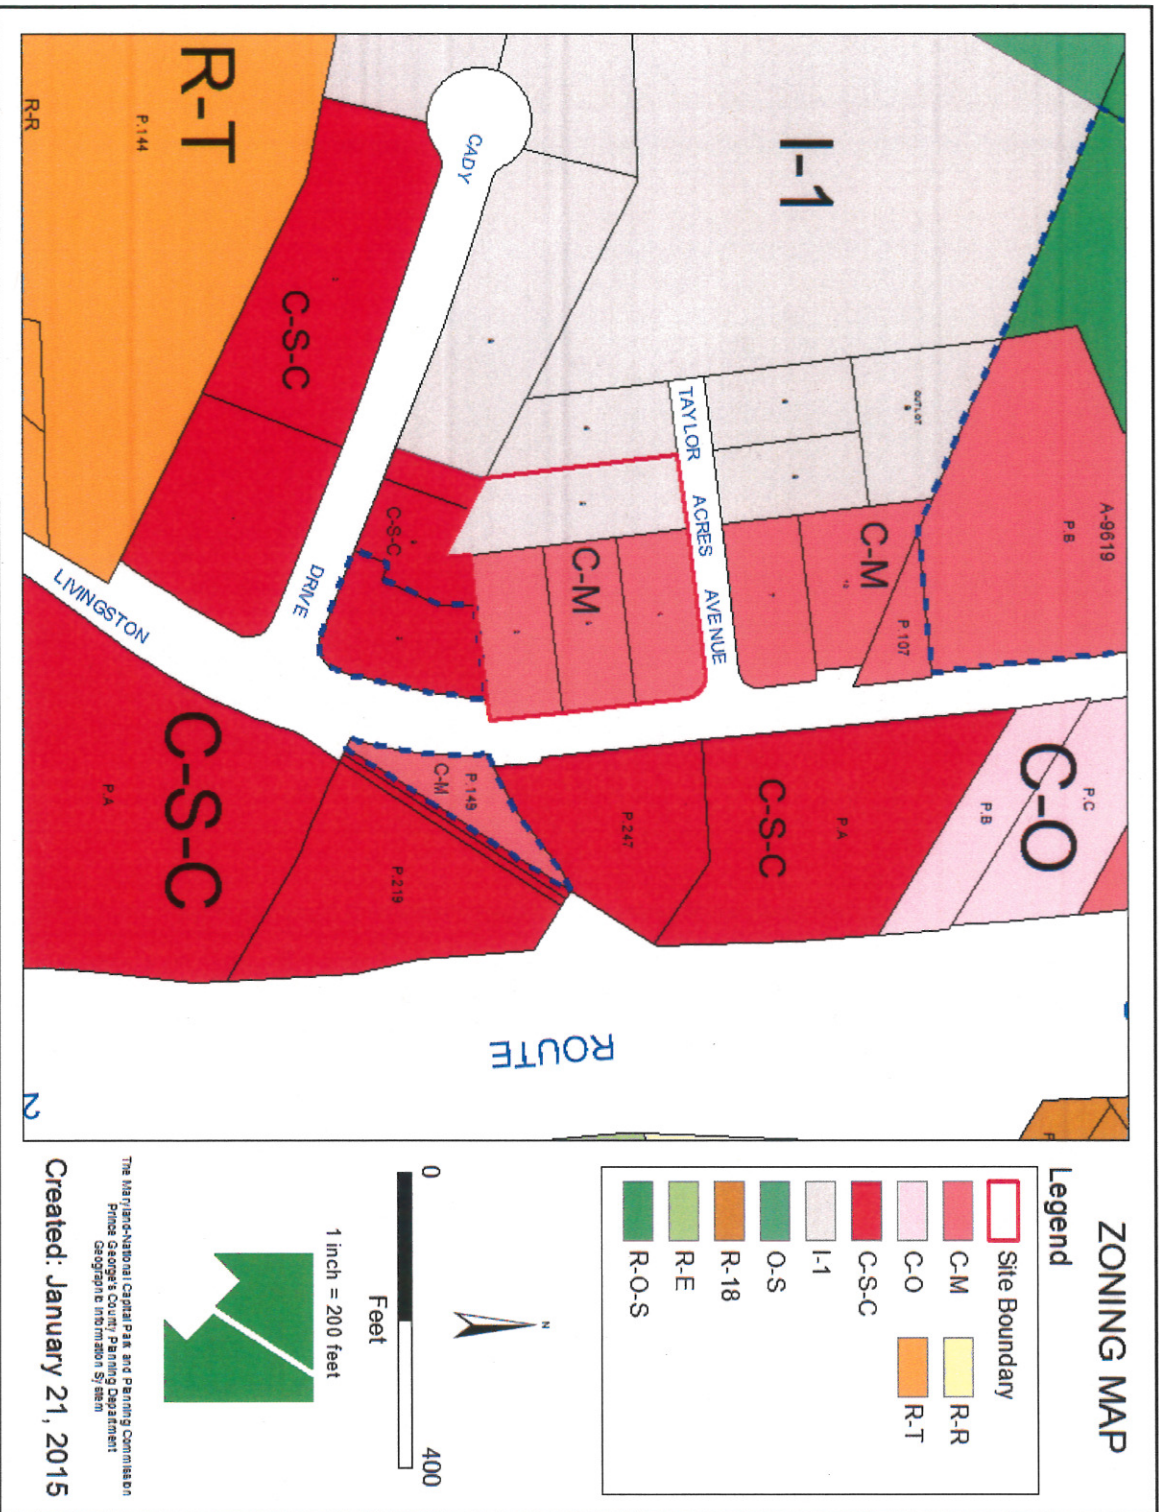 ZONING MAP
Legend
Site Boundary
C-M
C-O
C-S-C
I-1
O-S
R-18
R-E
R-O-S
R-R
R-T
0
400
Feet
N
1 inch = 200 feet
The Maryland-National Capital Park and Planning Commission
Prince George's County Planning Department
Geographic Information System
Created: January 21, 2015
A-9619
P.B
I-1
OUTLOT
C-M
P 107
P.C
C-O
P.B
TAYLOR ACRES AVENUE
C-M
C-S-C
P A
P.247
CADY
DRIVE
C-S-C
P.149
C-M
P.219
ROUTE
R-T
P.144
R-R
C-S-C
LIVINGSTON
C-S-C
P.A
2